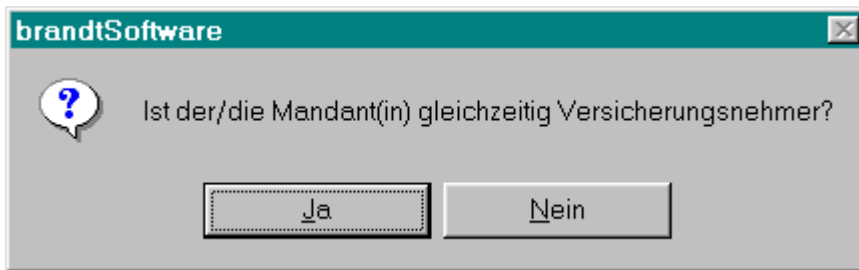 brandtSoftware
Ist der/die Mandant(in) gleichzeitig Versicherungsnehmer?
Ja
Nein